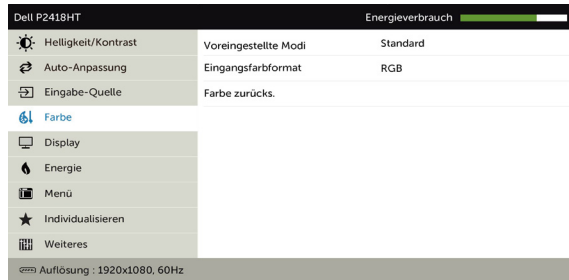 Dell P2418HT Energieverbrauch
Helligkeit/Kontrast
Auto-Anpassung
Eingabe-Quelle
Farbe
Display
Energie
Menü
Individualisieren
Weiteres
Voreingestellte Modi Standard
Eingangsfarbformat RGB
Farbe zurücks.
Auflösung : 1920x1080, 60Hz